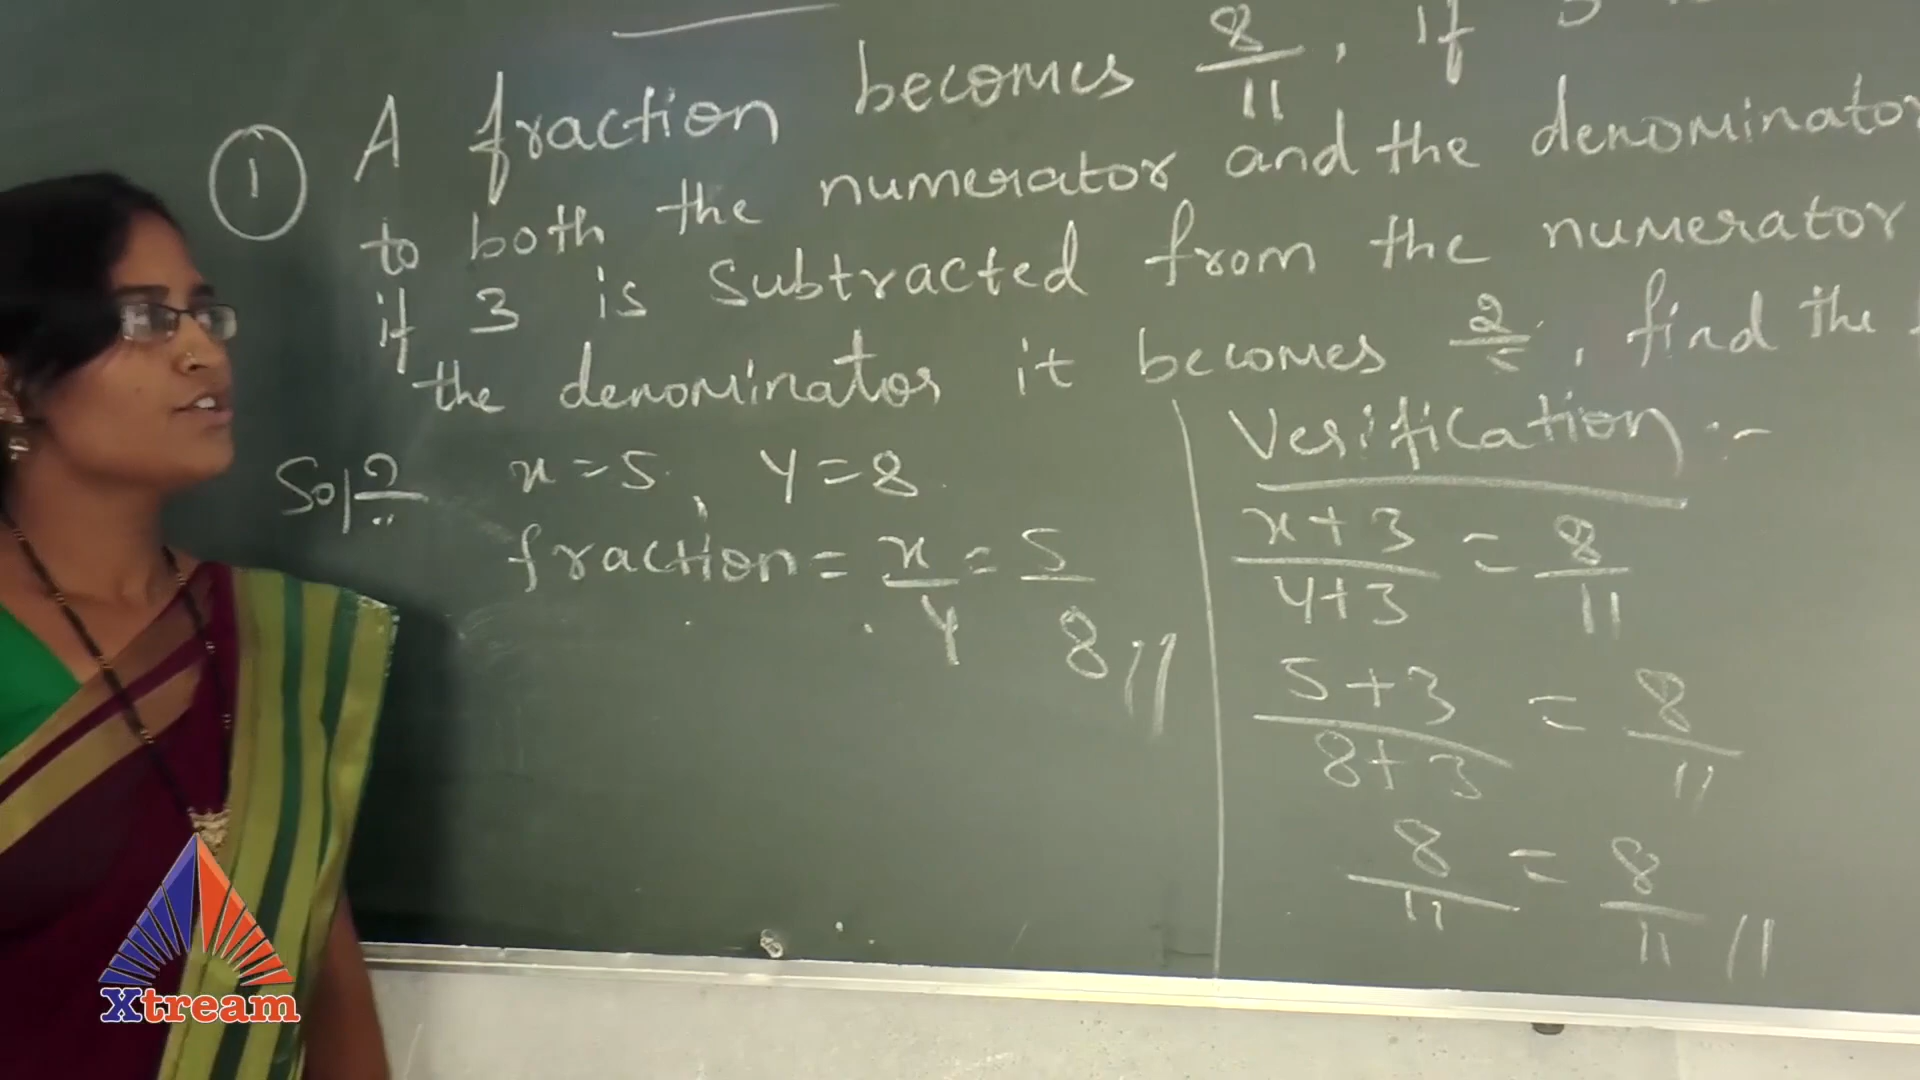 ① A fraction becomes 8/11, if
to both the numerator and the denominator
if 3 is subtracted from the numerator
the denominator it becomes 2/5, find the
Sol? x=5, y=8
fraction = x/y = 5/8//
Verification :-
x+3/y+3 = 8/11
5+3/8+3 = 8/11
8/11 = 8/11 //
Xtream